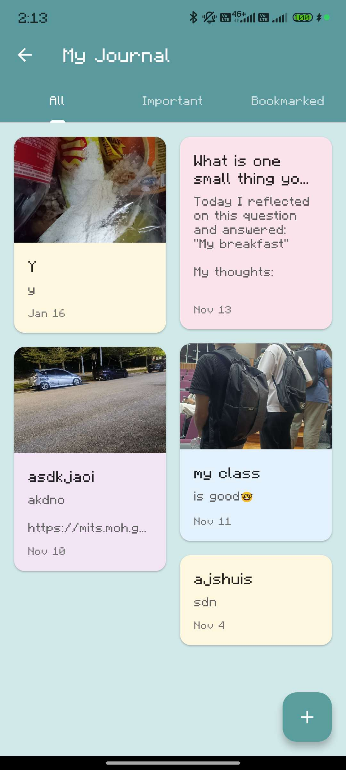 2:13
My Journal
All
Important
Bookmarked
Y
y
Jan 16
What is one
small thing yo...
Today I reflected
on this question
and answered:
"My breakfast"
My thoughts:
Nov 13
asdkjaoi
akdno
https://mits.moh.g...
Nov 10
my class
is good🤓
Nov 11
ajshuis
sdn
Nov 4